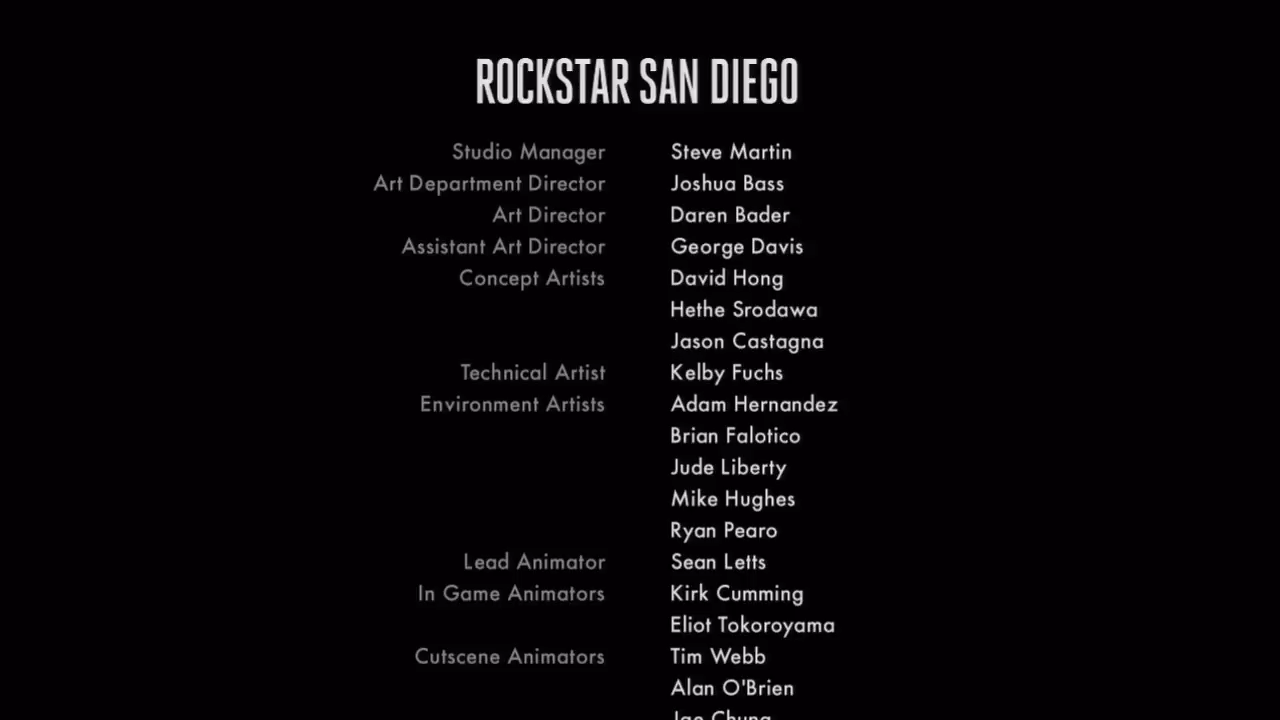 ROCKSTAR SAN DIEGO
Studio Manager Steve Martin
Art Department Director Joshua Bass
Art Director Daren Bader
Assistant Art Director George Davis
Concept Artists David Hong
Hethe Srodawa
Jason Castagna
Technical Artist Kelby Fuchs
Environment Artists Adam Hernandez
Brian Falotico
Jude Liberty
Mike Hughes
Ryan Pearo
Lead Animator Sean Letts
In Game Animators Kirk Cumming
Eliot Tokoroyama
Cutscene Animators Tim Webb
Alan O'Brien
Jae Chung